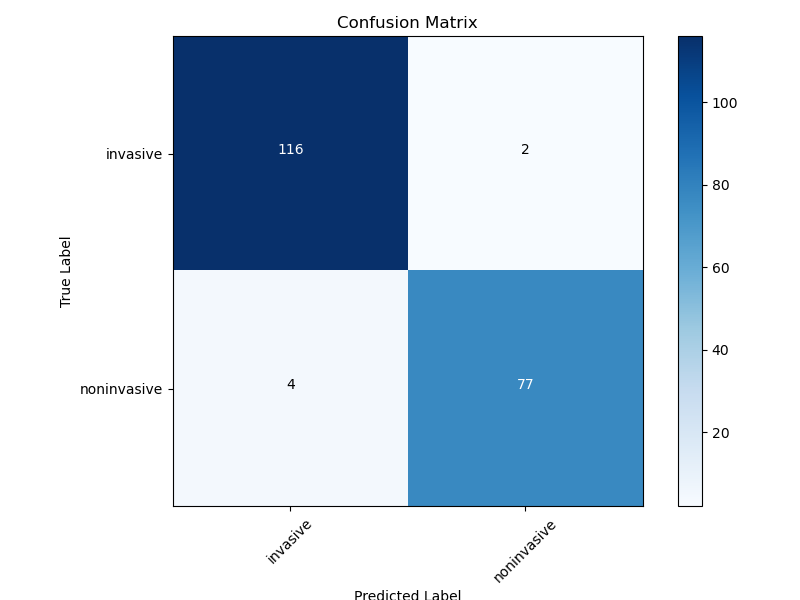 Confusion Matrix
True Label
invasive
116
2
noninvasive
4
77
invasive
noninvasive
Predicted Label
100
80
60
40
20